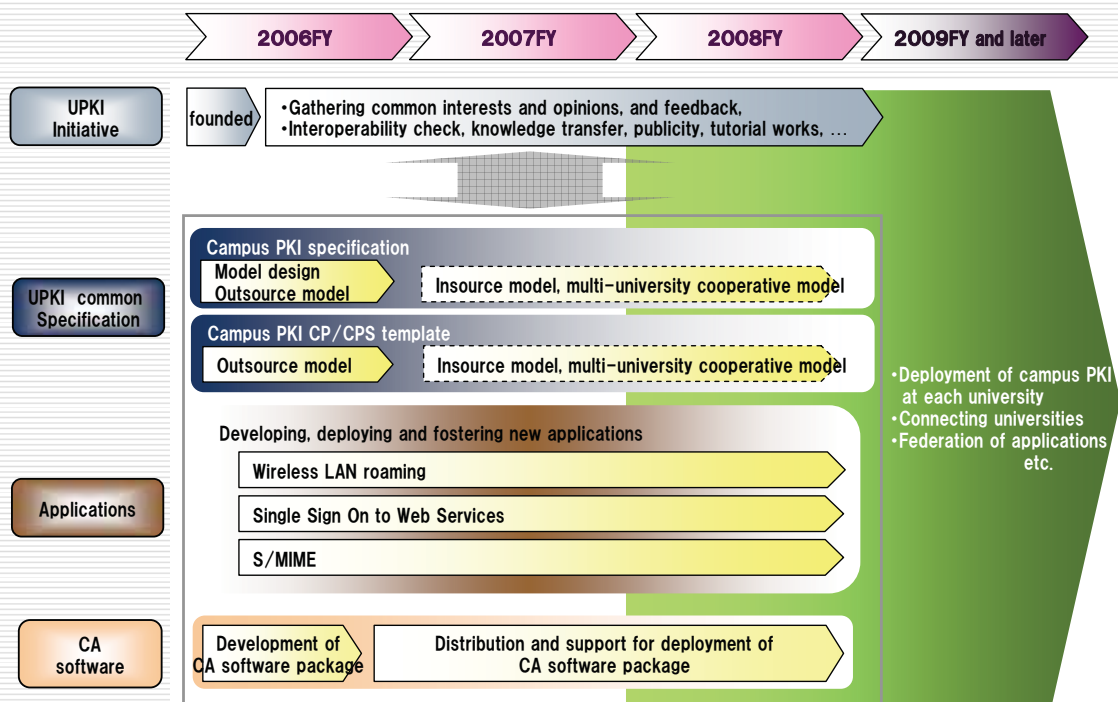 2006FY
2007FY
2008FY
2009FY and later
UPKI
Initiative
founded
•Gathering common interests and opinions, and feedback,
•Interoperability check, knowledge transfer, publicity, tutorial works, ...
UPKI common
Specification
Campus PKI specification
Model design
Outsource model
Insource model, multi-university cooperative model
Campus PKI CP/CPS template
Outsource model
Insource model, multi-university cooperative model
Applications
Developing, deploying and fostering new applications
Wireless LAN roaming
Single Sign On to Web Services
S/MIME
CA
software
Development of
CA software package
Distribution and support for deployment of
CA software package
•Deployment of campus PKI
at each university
•Connecting universities
•Federation of applications
etc.